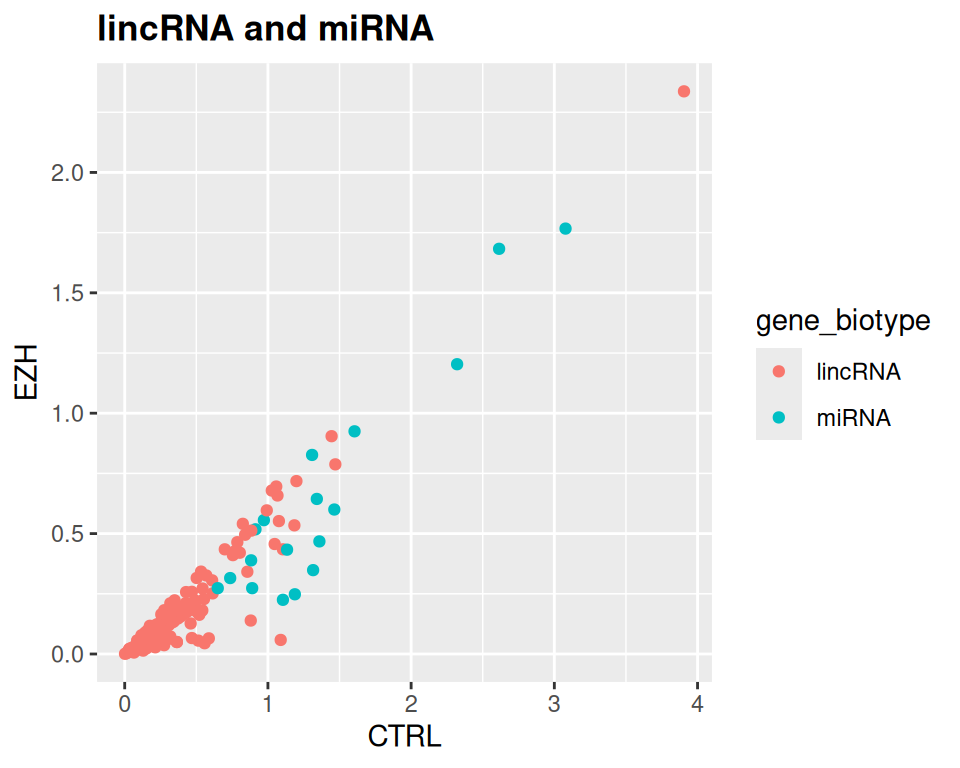 lincRNA and miRNA
EZH
2.0
1.5
1.0
0.5
0.0
0 1 2 3 4
CTRL
gene_biotype
lincRNA
miRNA